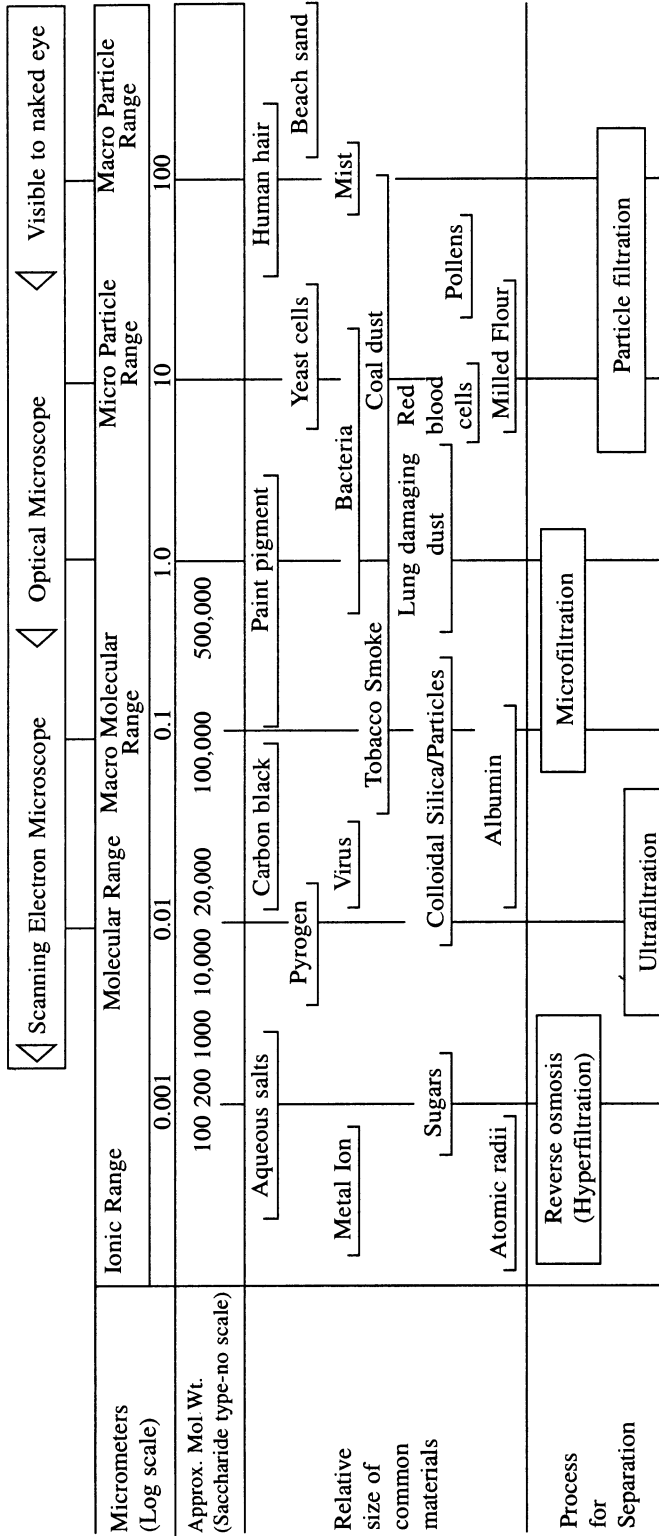 Scanning Electron Microscope
Optical Microscope
Visible to naked eye
Micrometers
(Log scale)
Ionic Range
Molecular Range
Macro Molecular
Range
Micro Particle
Range
Macro Particle
Range
0.001
0.01
0.1
1.0
10
100
Approx. Mol.Wt.
(Saccharide type-no scale)
100 200 1000 10,000 20,000
100,000
500,000
Relative
size of
common
materials
Aqueous salts
Carbon black
Paint pigment
Human hair
Pyrogen
Yeast cells
Beach sand
Metal Ion
Virus
Bacteria
Mist
Tobacco Smoke
Coal dust
Sugars
Colloidal Silica/Particles
Lung damaging
dust
Red
blood
cells
Pollens
Atomic radii
Albumin
Milled Flour
Process
for
Separation
Reverse osmosis
(Hyperfiltration)
Ultrafiltration
Microfiltration
Particle filtration